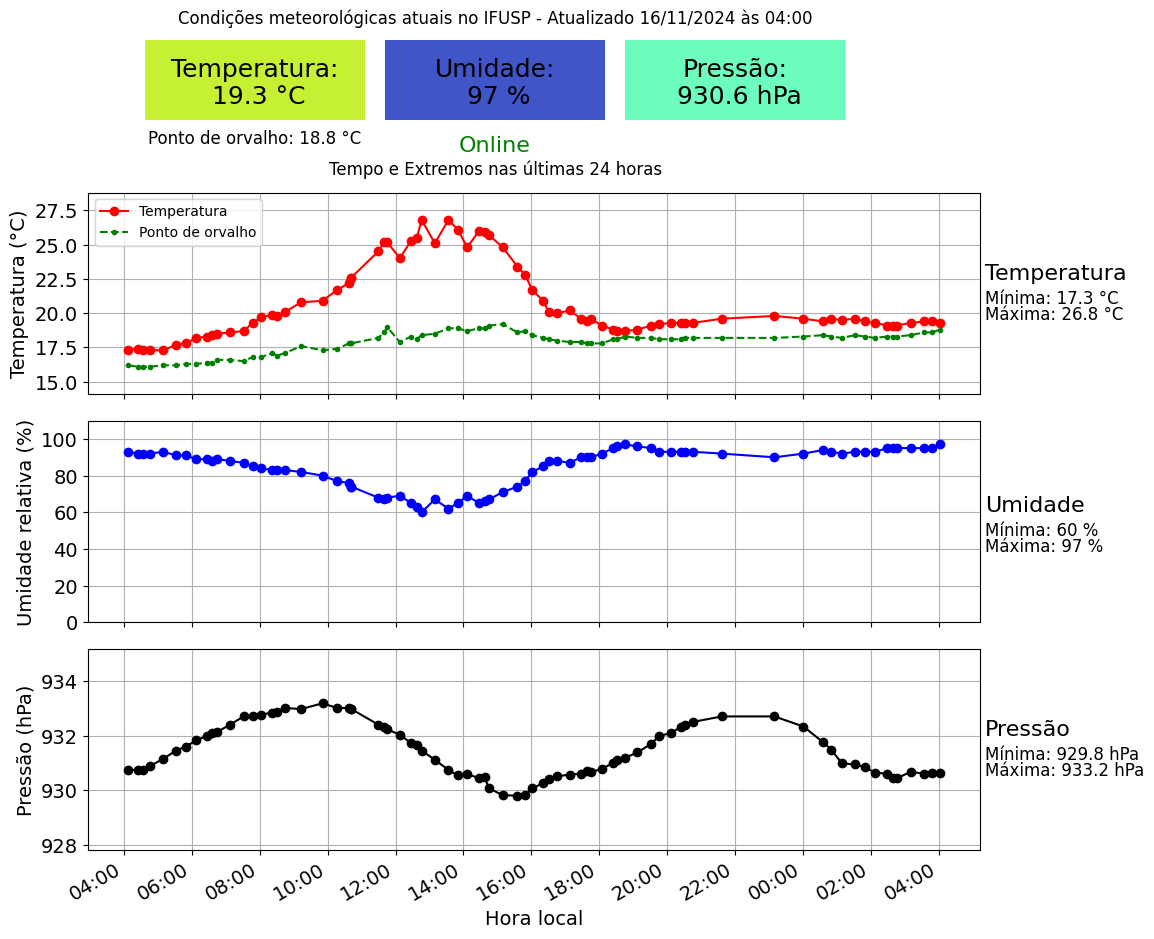 Condições meteorológicas atuais no IFUSP - Atualizado 16/11/2024 às 04:00
Temperatura:
19.3 °C
Umidade:
97 %
Pressão:
930.6 hPa
Ponto de orvalho: 18.8 °C
Online
Tempo e Extremos nas últimas 24 horas
Temperatura (°C)
27.5
25.0
22.5
20.0
17.5
15.0
Temperatura
Ponto de orvalho
Temperatura
Mínima: 17.3 °C
Máxima: 26.8 °C
Umidade relativa (%)
100
80
60
40
20
0
Umidade
Mínima: 60 %
Máxima: 97 %
Pressão (hPa)
934
932
930
928
Pressão
Mínima: 929.8 hPa
Máxima: 933.2 hPa
04:00 06:00 08:00 10:00 12:00 14:00 16:00 18:00 20:00 22:00 00:00 02:00 04:00
Hora local